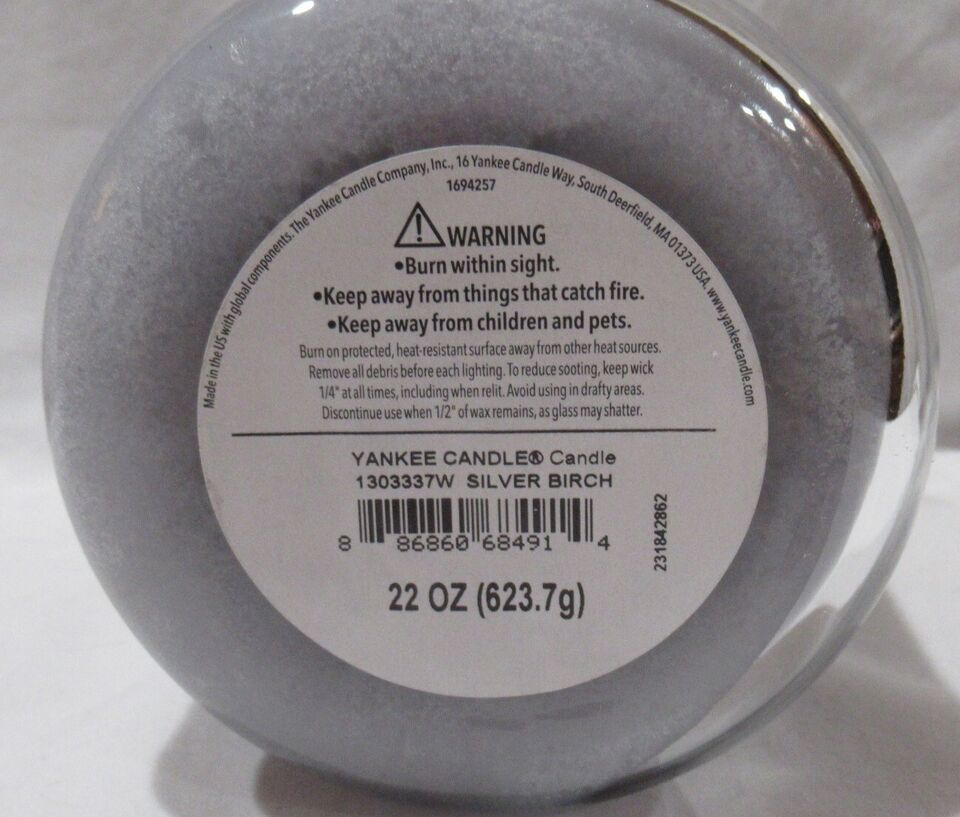 Made in the US with global components. The Yankee Candle Company, Inc., 16 Yankee Candle Way, South Deerfield, MA 01373 USA. www.yankeecandle.com
1694257
WARNING
•Burn within sight.
•Keep away from things that catch fire.
•Keep away from children and pets.
Burn on protected, heat-resistant surface away from other heat sources.
Remove all debris before each lighting. To reduce sooting, keep wick
1/4" at all times, including when relit. Avoid using in drafty areas.
Discontinue use when 1/2" of wax remains, as glass may shatter.
YANKEE CANDLE® Candle
1303337W SILVER BIRCH
8 86860 68491 4
231842862
22 OZ (623.7g)